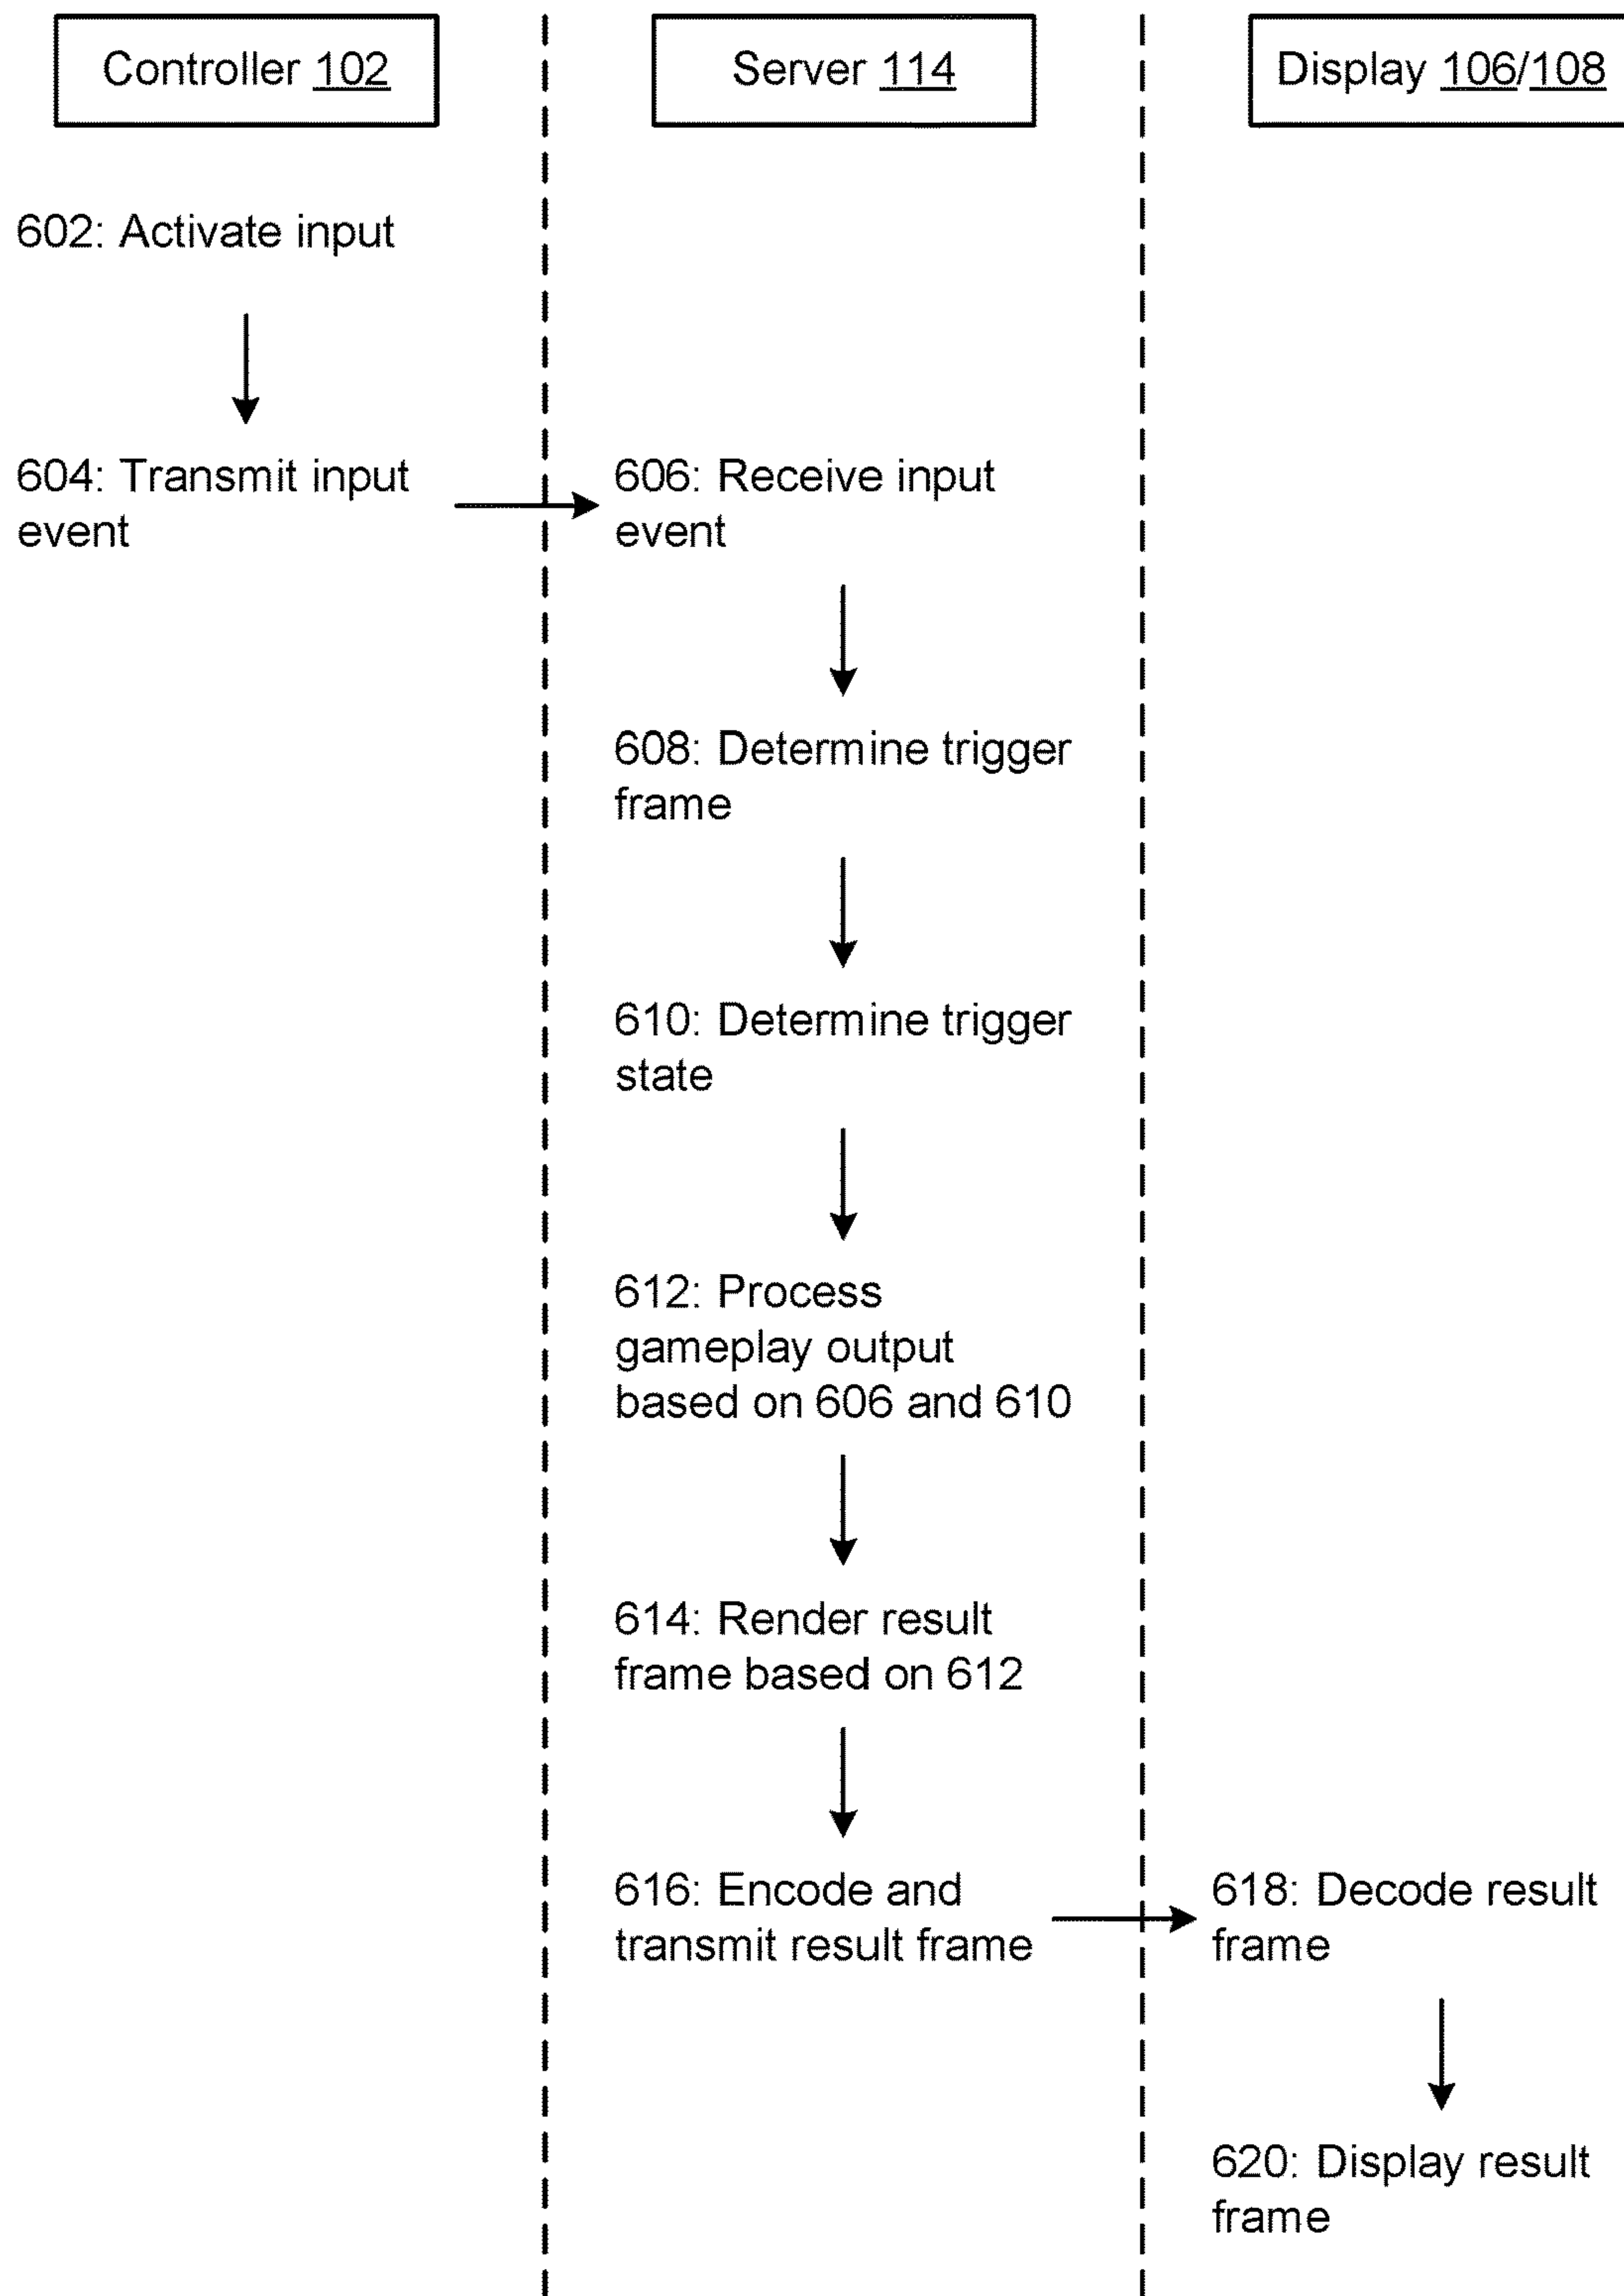 Controller 102
Server 114
Display 106/108
602: Activate input
604: Transmit input
event
606: Receive input
event
608: Determine trigger
frame
610: Determine trigger
state
612: Process
gameplay output
based on 606 and 610
614: Render result
frame based on 612
616: Encode and
transmit result frame
618: Decode result
frame
620: Display result
frame